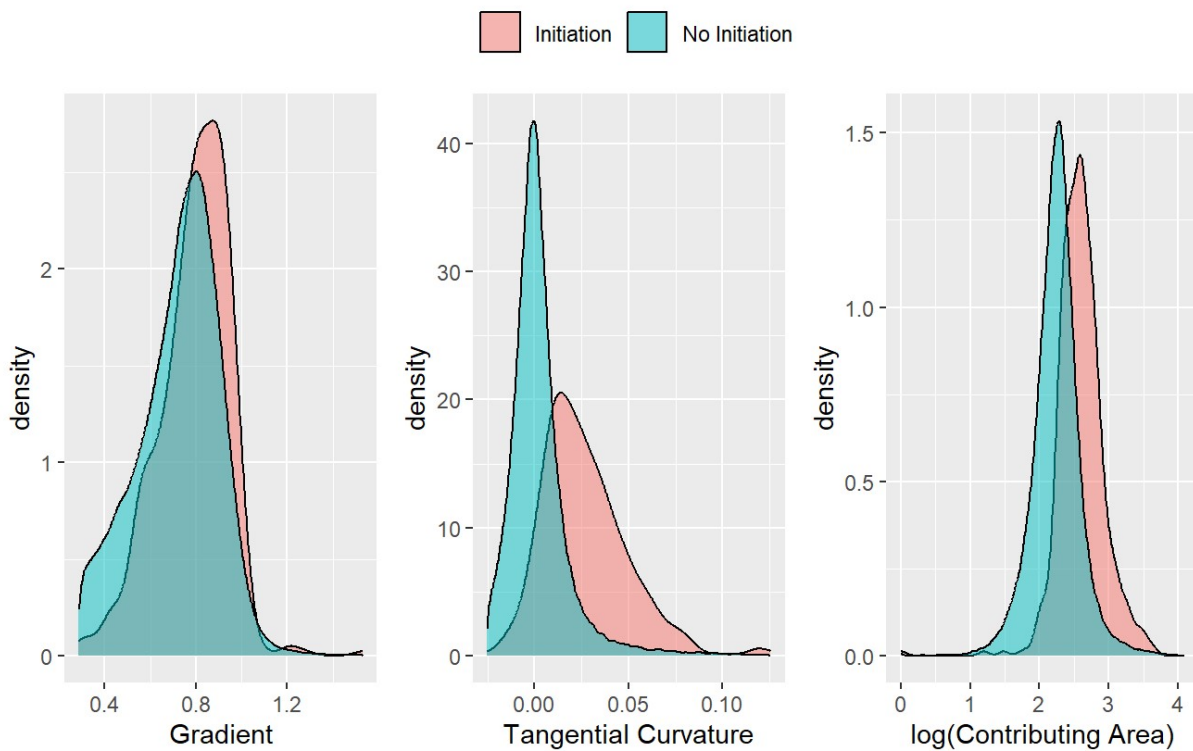 Initiation No Initiation
density
2
1
0
0.4 0.8 1.2
Gradient
density
40
30
20
10
0
0.00 0.05 0.10
Tangential Curvature
density
1.5
1.0
0.5
0.0
0 1 2 3 4
log(Contributing Area)